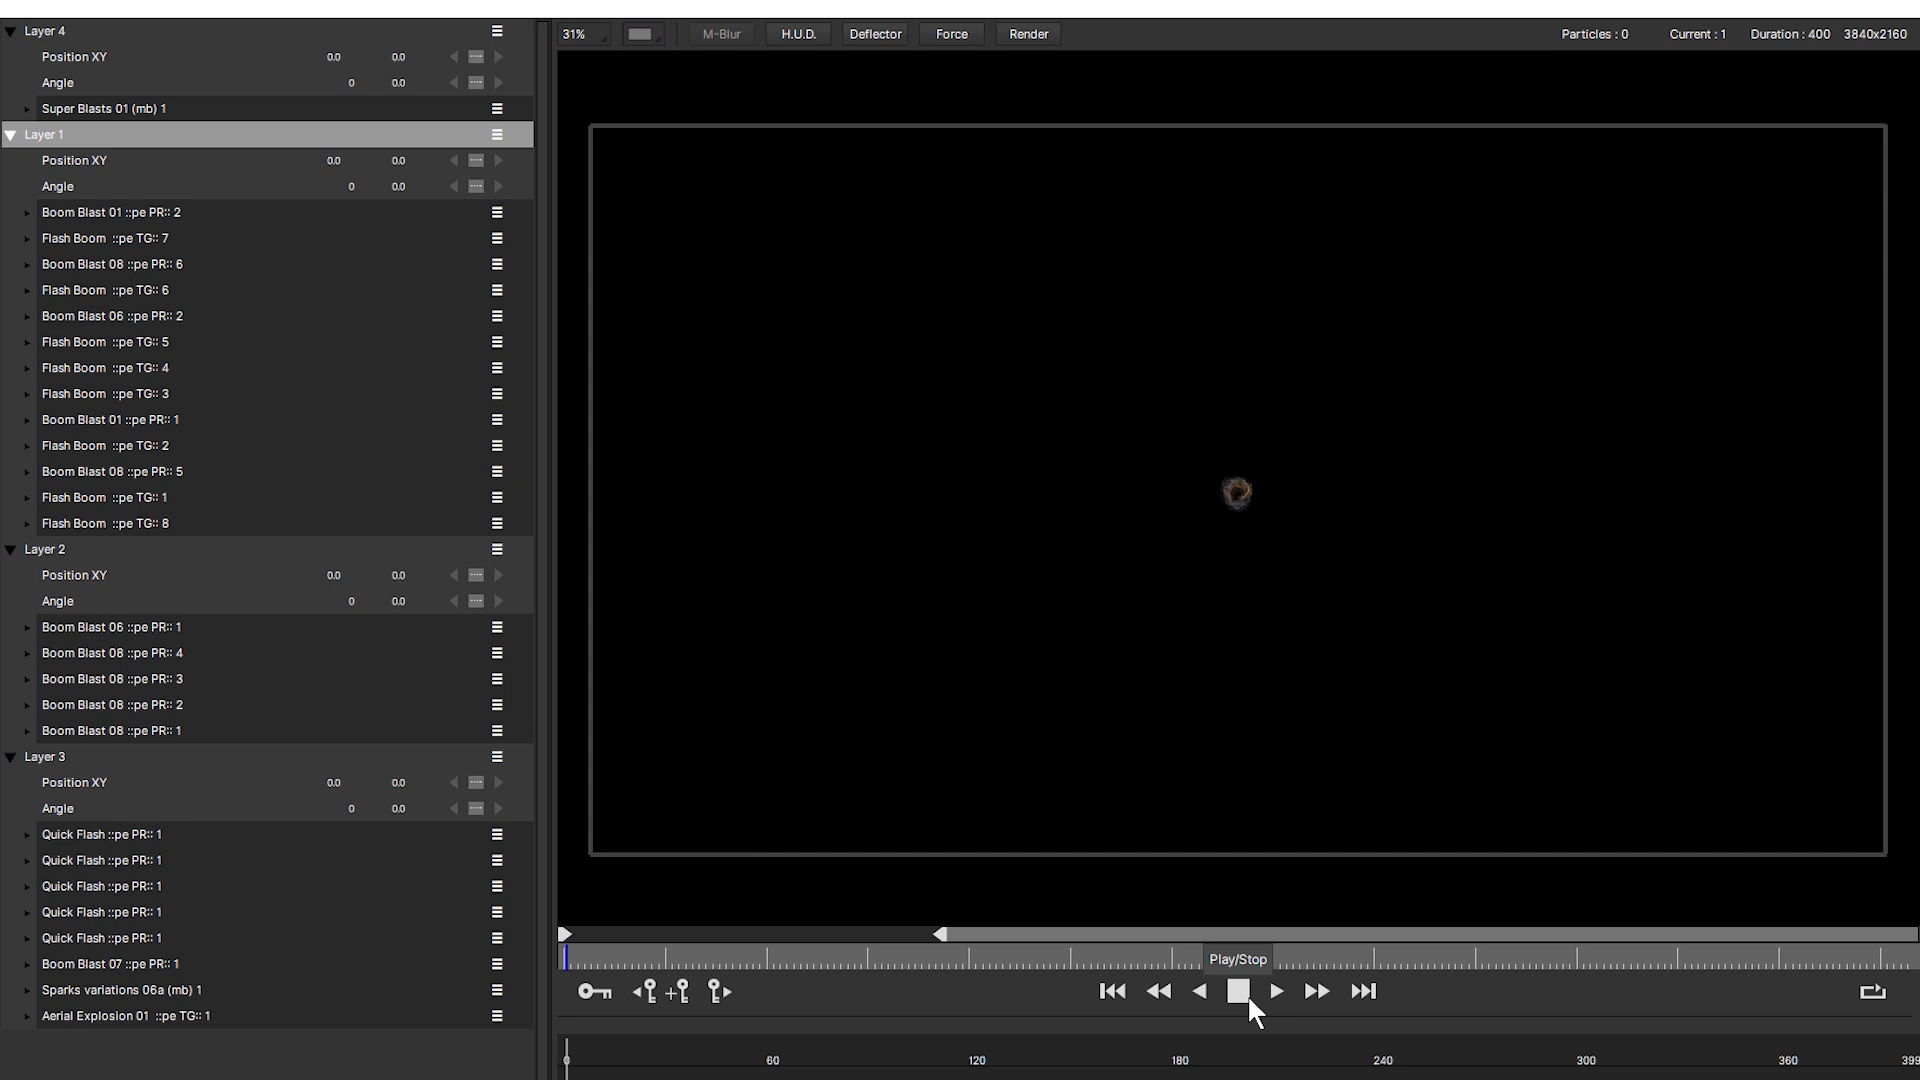 Layer 4
Position XY 0.0 0.0
Angle 0 0.0
Super Blasts 01 (mb) 1
Layer 1
Position XY 0.0 0.0
Angle 0 0.0
Boom Blast 01 ::pe PR:: 2
Flash Boom ::pe TG:: 7
Boom Blast 08 ::pe PR:: 6
Flash Boom ::pe TG:: 6
Boom Blast 06 ::pe PR:: 2
Flash Boom ::pe TG:: 5
Flash Boom ::pe TG:: 4
Flash Boom ::pe TG:: 3
Boom Blast 01 ::pe PR:: 1
Flash Boom ::pe TG:: 2
Boom Blast 08 ::pe PR:: 5
Flash Boom ::pe TG:: 1
Flash Boom ::pe TG:: 8
Layer 2
Position XY 0.0 0.0
Angle 0 0.0
Boom Blast 06 ::pe PR:: 1
Boom Blast 08 ::pe PR:: 4
Boom Blast 08 ::pe PR:: 3
Boom Blast 08 ::pe PR:: 2
Boom Blast 08 ::pe PR:: 1
Layer 3
Position XY 0.0 0.0
Angle 0 0.0
Quick Flash ::pe PR:: 1
Quick Flash ::pe PR:: 1
Quick Flash ::pe PR:: 1
Quick Flash ::pe PR:: 1
Quick Flash ::pe PR:: 1
Boom Blast 07 ::pe PR:: 1
Sparks variations 06a (mb) 1
Aerial Explosion 01 ::pe TG:: 1
31% M-Blur H.U.D. Deflector Force Render Particles : 0 Current : 1 Duration : 400 3840x2160
Play/Stop
0 60 120 180 240 300 360 399